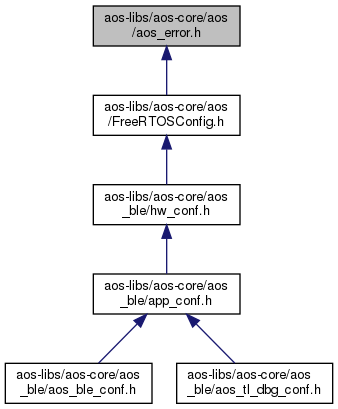 aos-libs/aos-core/aos
/aos_error.h
aos-libs/aos-core/aos
/FreeRTOSConfig.h
aos-libs/aos-core/aos
_ble/hw_conf.h
aos-libs/aos-core/aos
_ble/app_conf.h
aos-libs/aos-core/aos
_ble/aos_ble_conf.h
aos-libs/aos-core/aos
_ble/aos_tl_dbg_conf.h